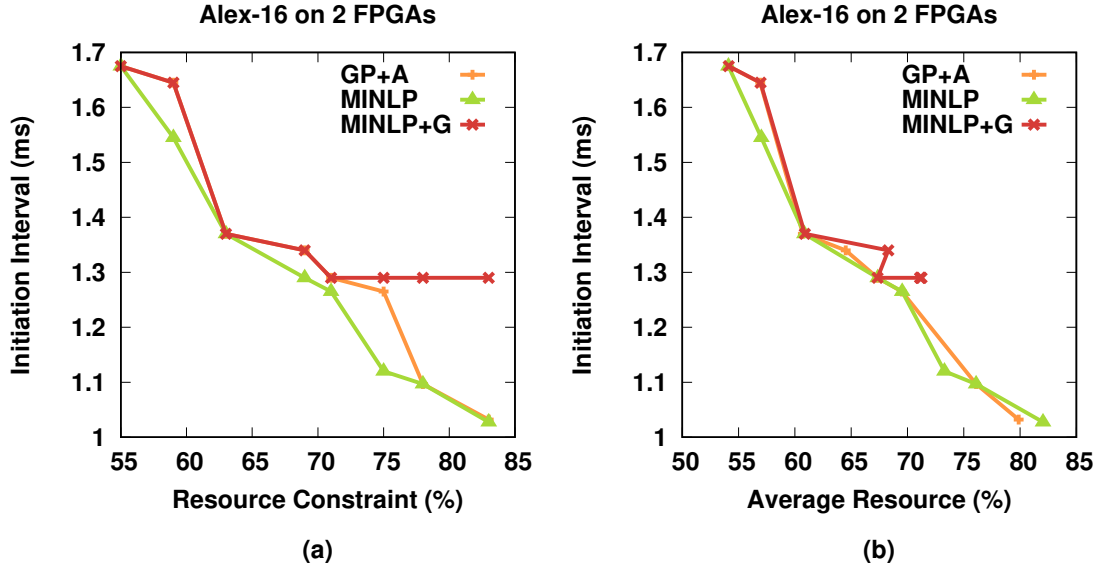 Alex-16 on 2 FPGAs
1.7
1.6
1.5
1.4
1.3
1.2
1.1
1
55 60 65 70 75 80 85
Initiation Interval (ms)
Resource Constraint (%)
GP+A
MINLP
MINLP+G
(a)
Alex-16 on 2 FPGAs
1.7
1.6
1.5
1.4
1.3
1.2
1.1
1
50 55 60 65 70 75 80 85
Initiation Interval (ms)
Average Resource (%)
GP+A
MINLP
MINLP+G
(b)